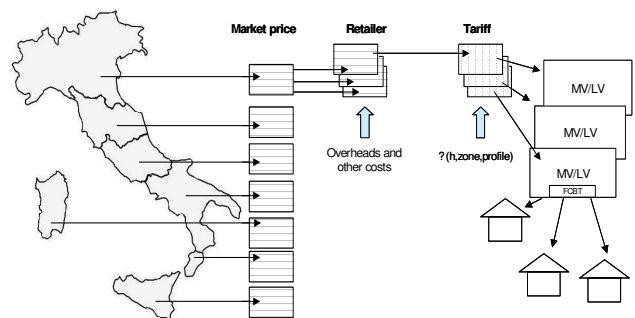 Market price
Retailer
Tariff
MV/LV
MV/LV
MV/LV
FCBT
Overheads and
other costs
?(h,zone,profile)